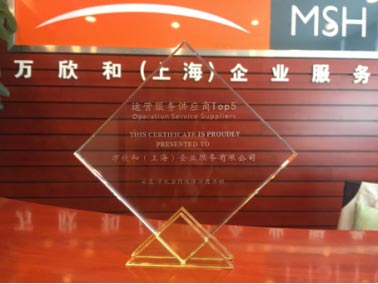 MSH
万欣和(上海)企业服务
运营服务供应商Top5
Operation Service Suppliers
THIS CERTIFICATE IS PROUDLY
PRESENTED TO
万欣和(上海)企业服务有限公司